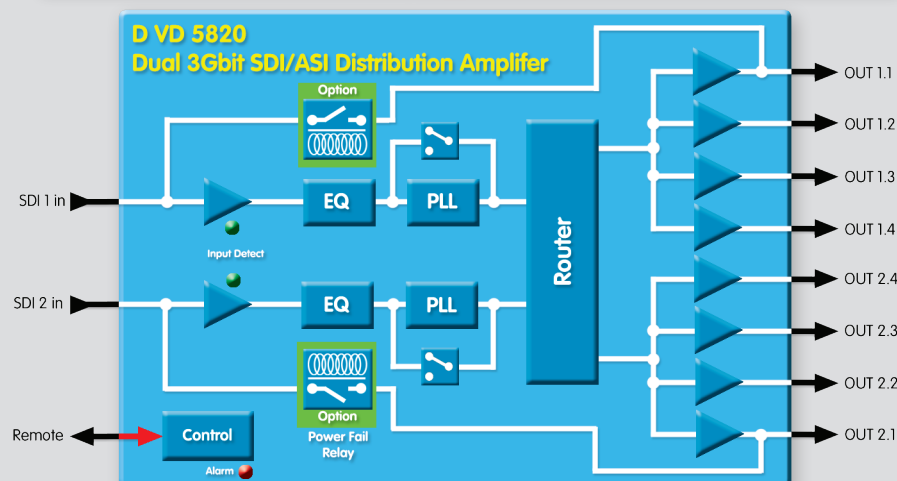 D VD 5820
Dual 3Gbit SDI/ASI Distribution Amplifer
Option
OUT 1.1
OUT 1.2
OUT 1.3
OUT 1.4
SDI 1 in
EQ
PLL
Input Detect
Router
SDI 2 in
EQ
PLL
OUT 2.4
OUT 2.3
OUT 2.2
OUT 2.1
Option
Power Fail
Relay
Remote
Control
Alarm